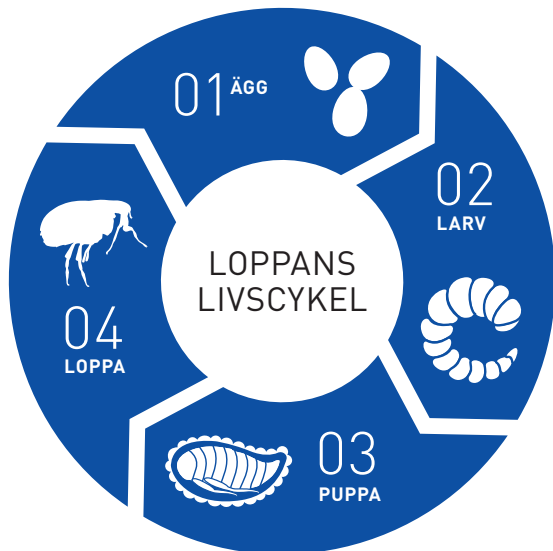 01 ÄGG
02
LARV
LOPPANS
LIVSCYKEL
03
PUPPA
04
LOPPA